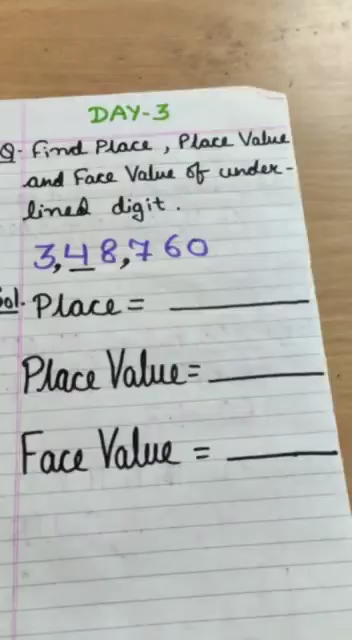 DAY-3
Q- Find Place, Place Value
and Face Value of under-
lined digit.
3,48,760
Sol. Place = ________
Place Value = ________
Face Value = ________